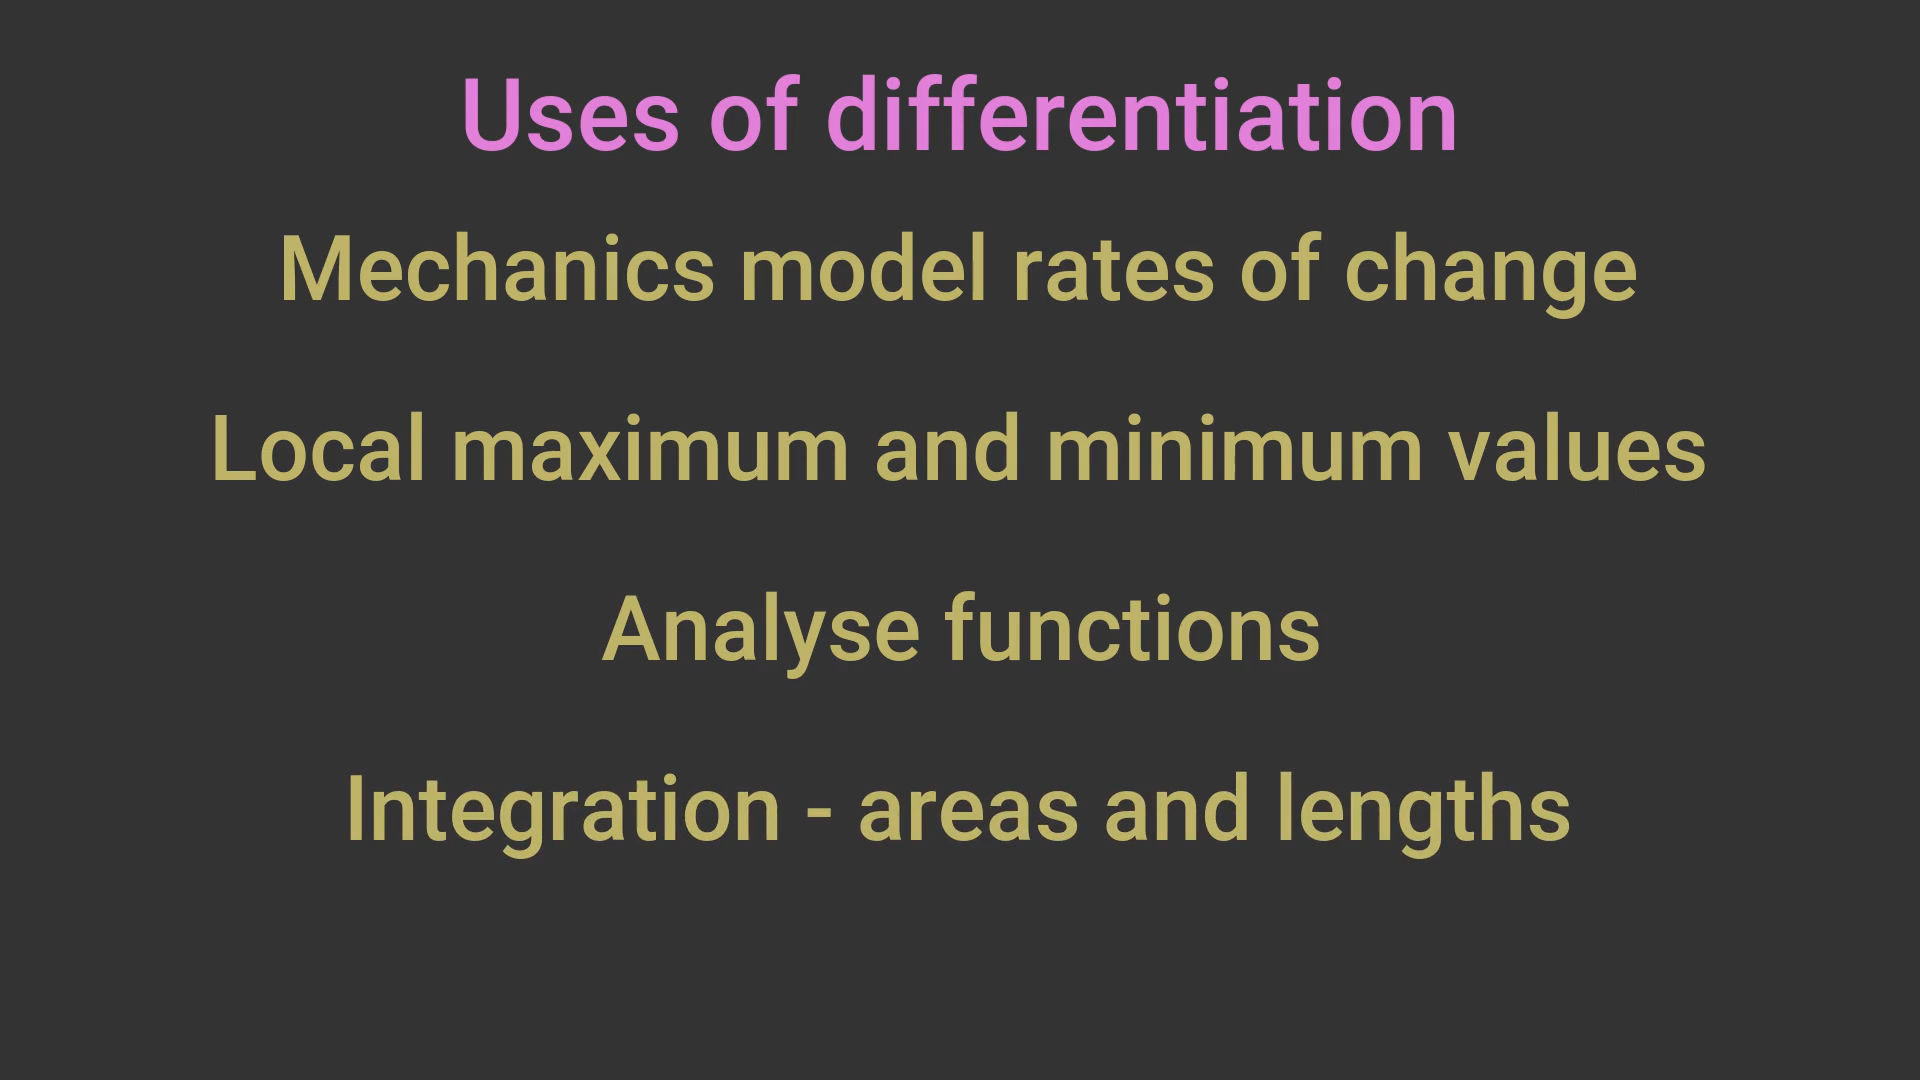 Uses of differentiation
Mechanics model rates of change
Local maximum and minimum values
Analyse functions
Integration - areas and lengths